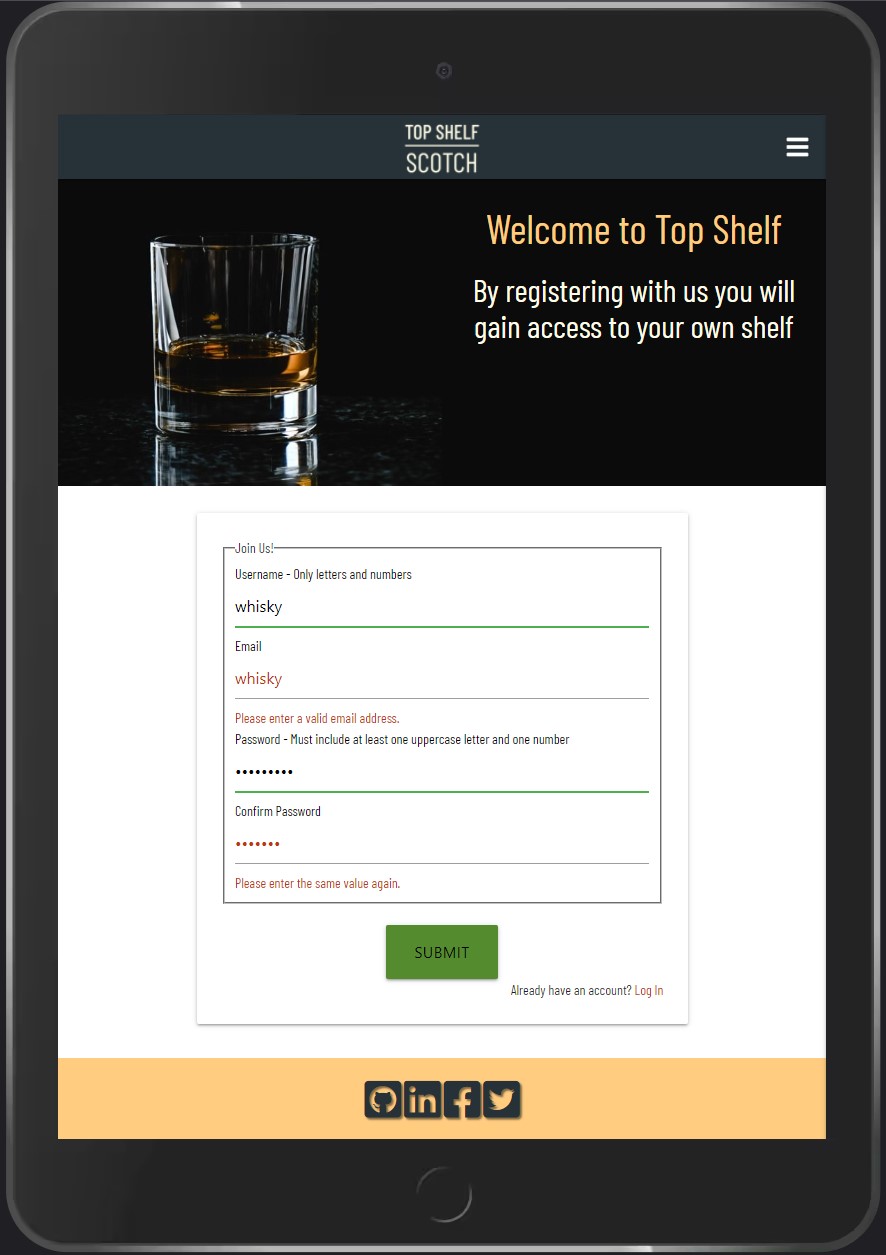 TOP SHELF
SCOTCH
Welcome to Top Shelf
By registering with us you will
gain access to your own shelf
Join Us!
Username - Only letters and numbers
whisky
Email
whisky
Please enter a valid email address.
Password - Must include at least one uppercase letter and one number
•••••••••
Confirm Password
•••••••
Please enter the same value again.
SUBMIT
Already have an account? Log In
in f